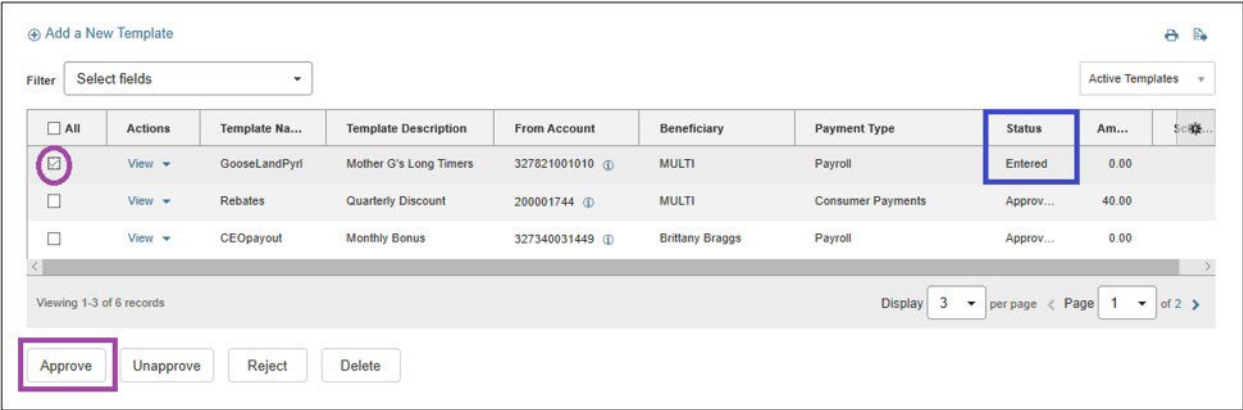 Add a New Template
Filter Select fields Active Templates
All Actions Template Na... Template Description From Account Beneficiary Payment Type Status Am...
View GooseLandPyrl Mother G's Long Timers 327821001010 MULTI Payroll Entered 0.00
View Rebates Quarterly Discount 200001744 MULTI Consumer Payments Approv... 40.00
View CEOpayout Monthly Bonus 327340031449 Brittany Braggs Payroll Approv... 0.00
Viewing 1-3 of 6 records Display 3 per page Page 1 of 2
Approve Unapprove Reject Delete